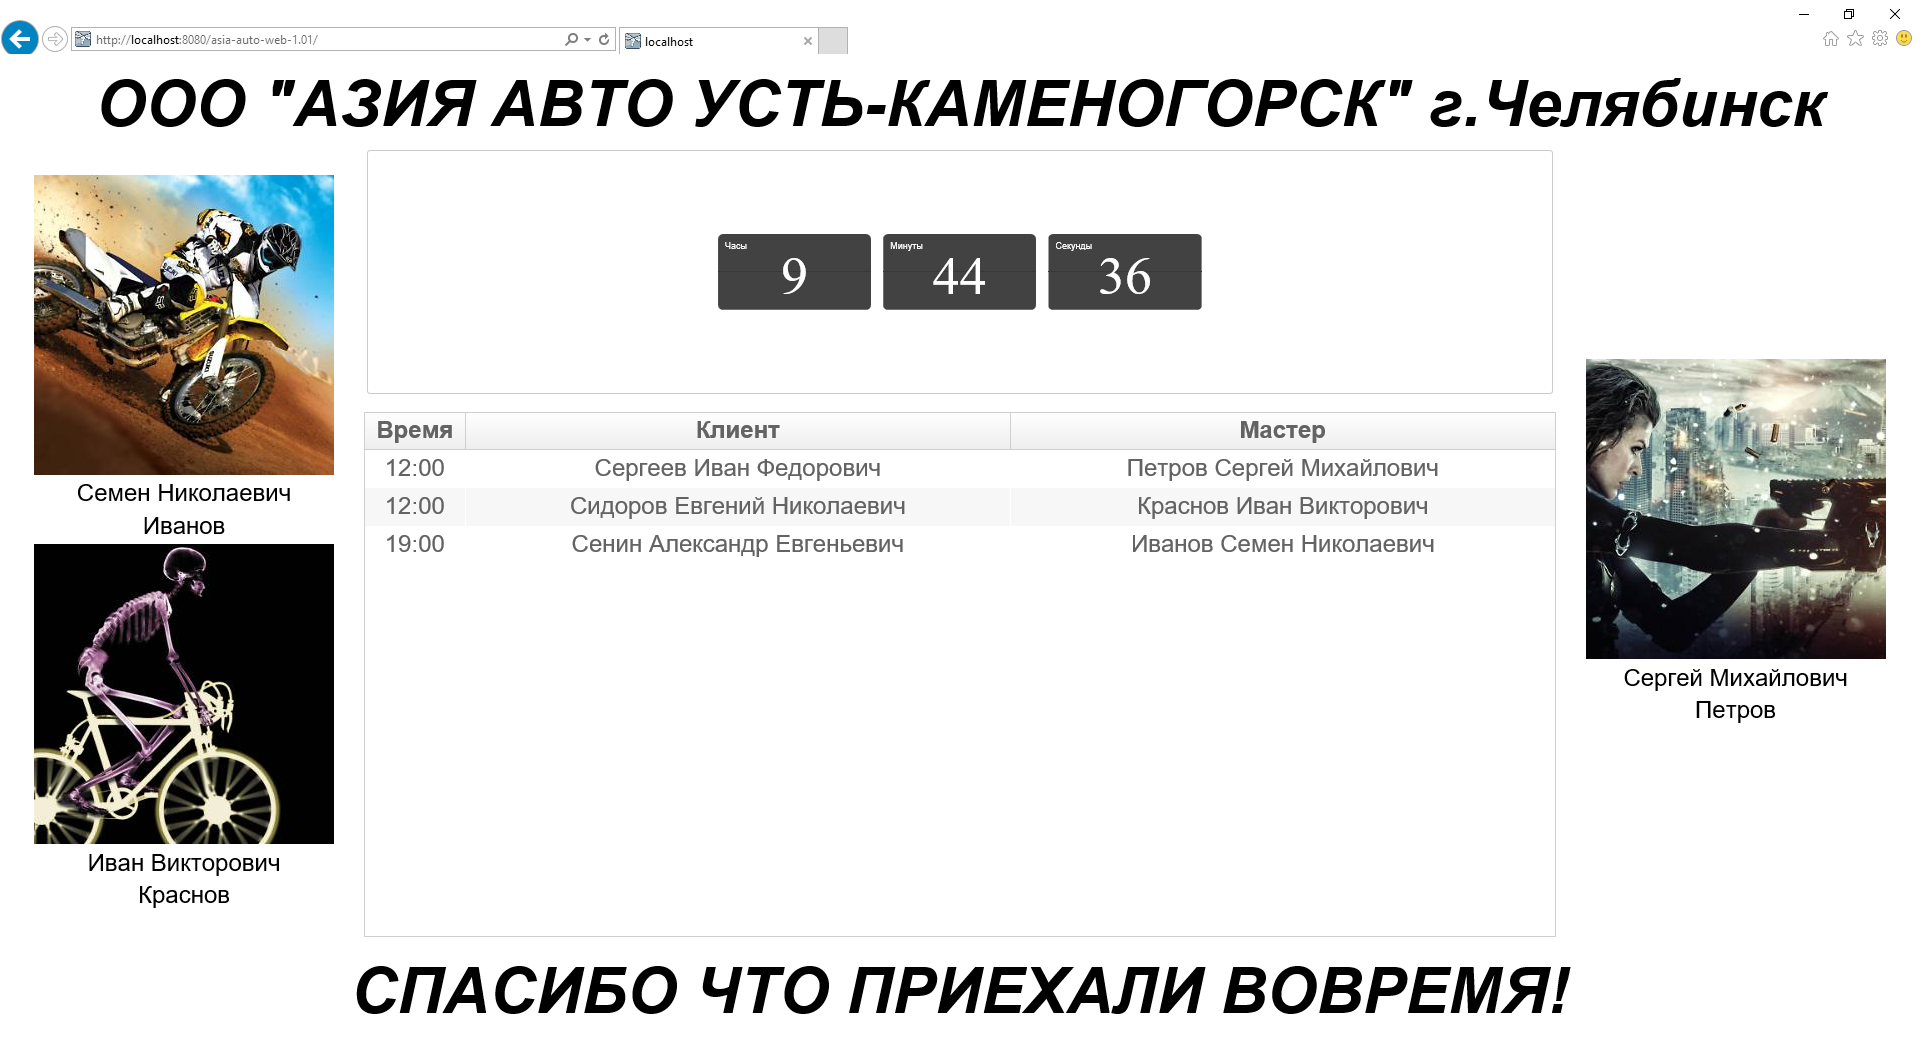 http://localhost:8080/asia-auto-web-1.01/
localhost
ООО "АЗИЯ АВТО УСТЬ-КАМЕНОГОРСК" г.Челябинск
Часы
9
Минуты
44
Секунды
36
Семен Николаевич
Иванов
Иван Викторович
Краснов
Время Клиент Мастер
12:00 Сергеев Иван Федорович Петров Сергей Михайлович
12:00 Сидоров Евгений Николаевич Краснов Иван Викторович
19:00 Сенин Александр Евгеньевич Иванов Семен Николаевич
Сергей Михайлович
Петров
СПАСИБО ЧТО ПРИЕХАЛИ ВОВРЕМЯ!